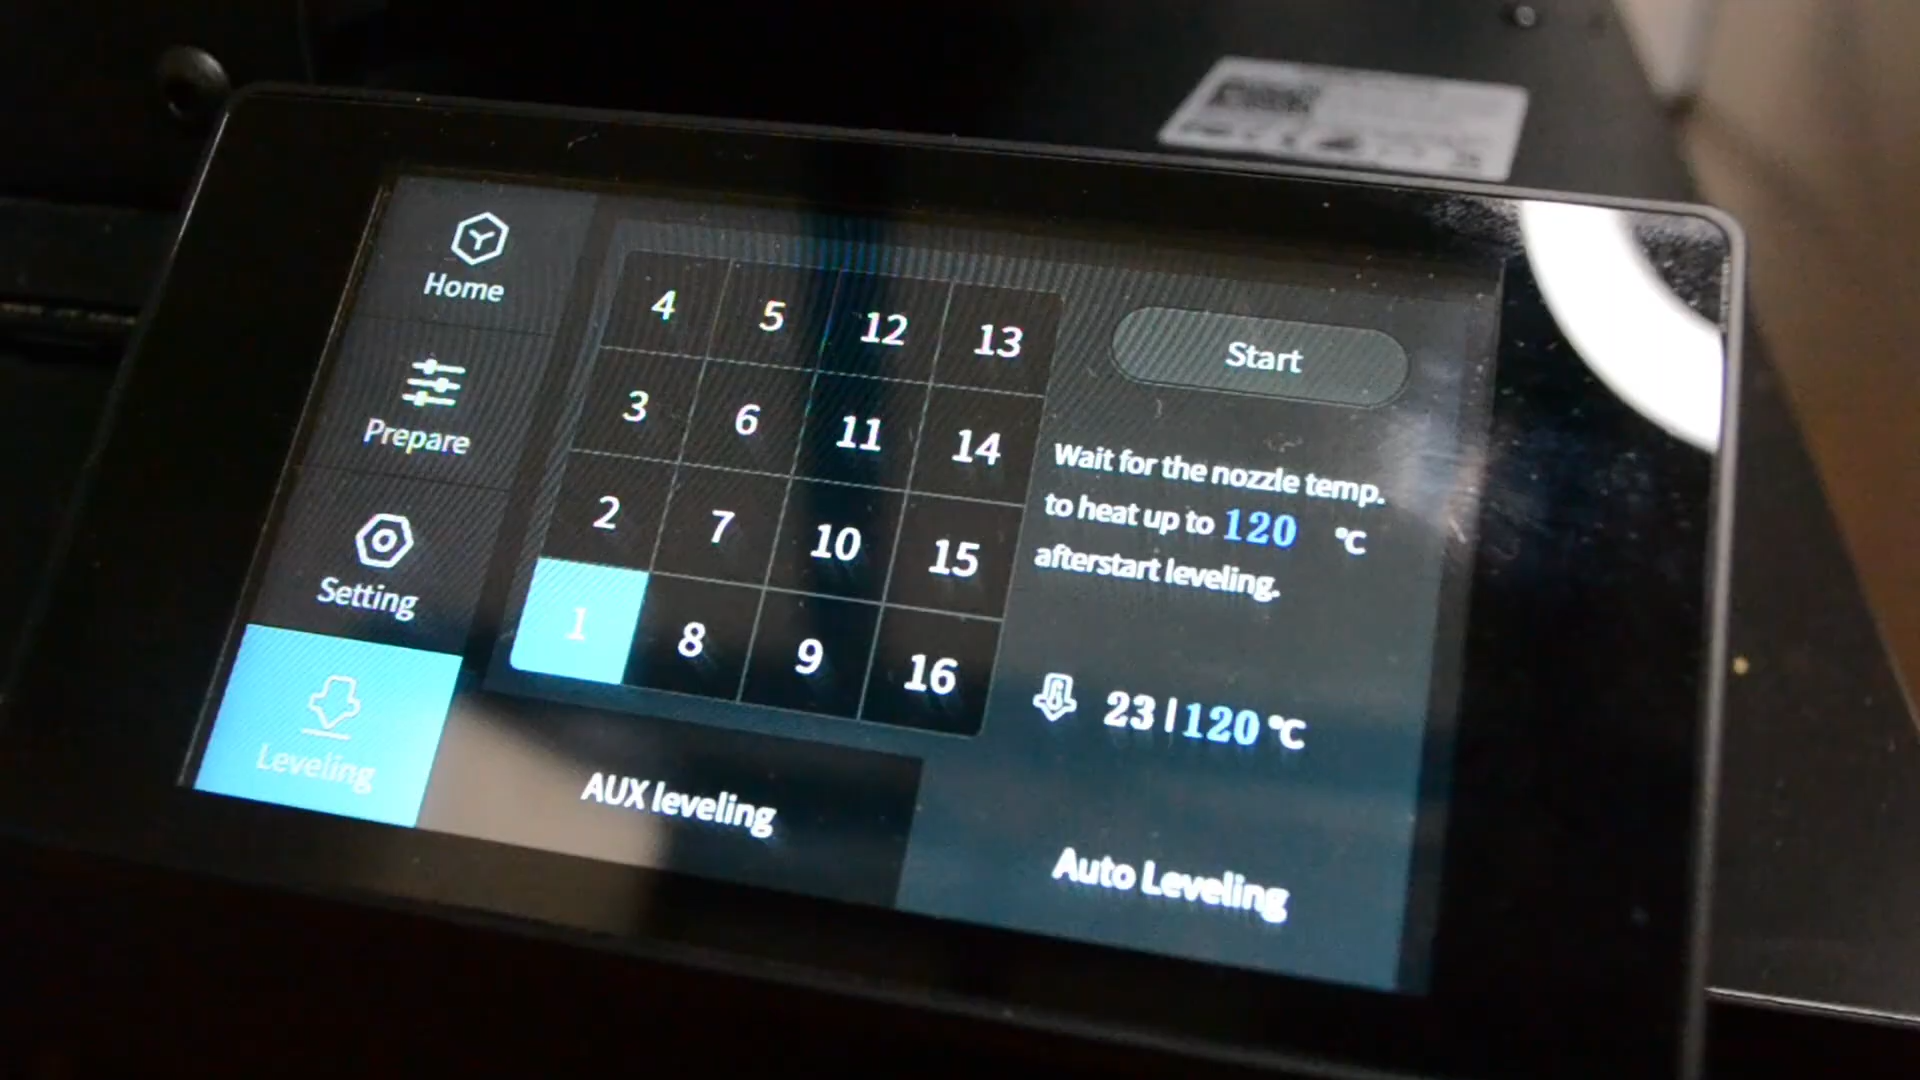 Home
Prepare
Setting
Leveling
4 5 12 13
3 6 11 14
2 7 10 15
1 8 9 16
Start
Wait for the nozzle temp.
to heat up to 120 °C
afterstart leveling.
23 | 120 °C
AUX leveling
Auto Leveling